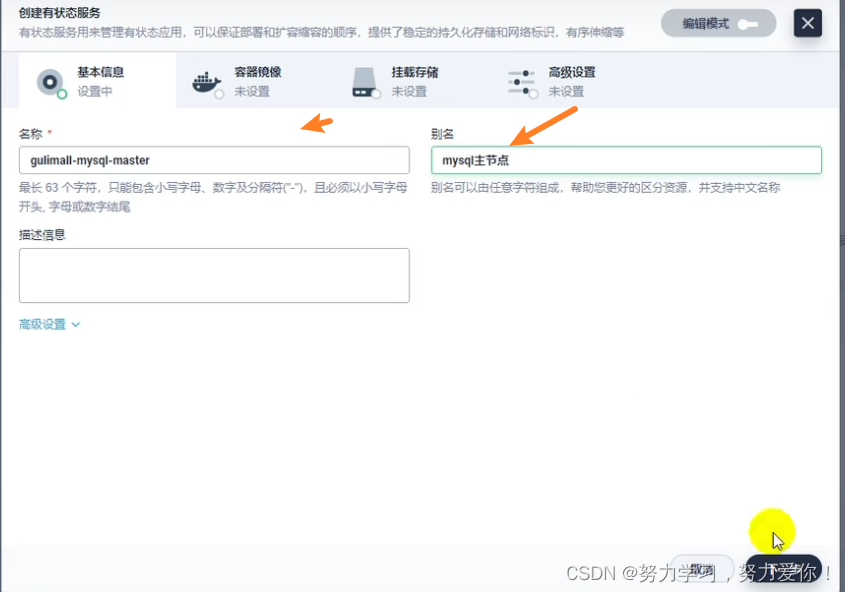 创建有状态服务
有状态服务用来管理有状态应用，可以保证部署和扩容缩容的顺序，提供了稳定的持久化存储和网络标识，有序伸缩等
编辑模式
基本信息
设置中
容器镜像
未设置
挂载存储
未设置
高级设置
未设置
名称 *
gulimall-mysql-master
最长 63 个字符，只能包含小写字母、数字及分隔符("-")，且必须以小写字母
开头, 字母或数字结尾
别名
mysql主节点
别名可以由任意字符组成，帮助您更好的区分资源，并支持中文名称
描述信息
高级设置
取消
CSDN @努力学习，努力爱你！